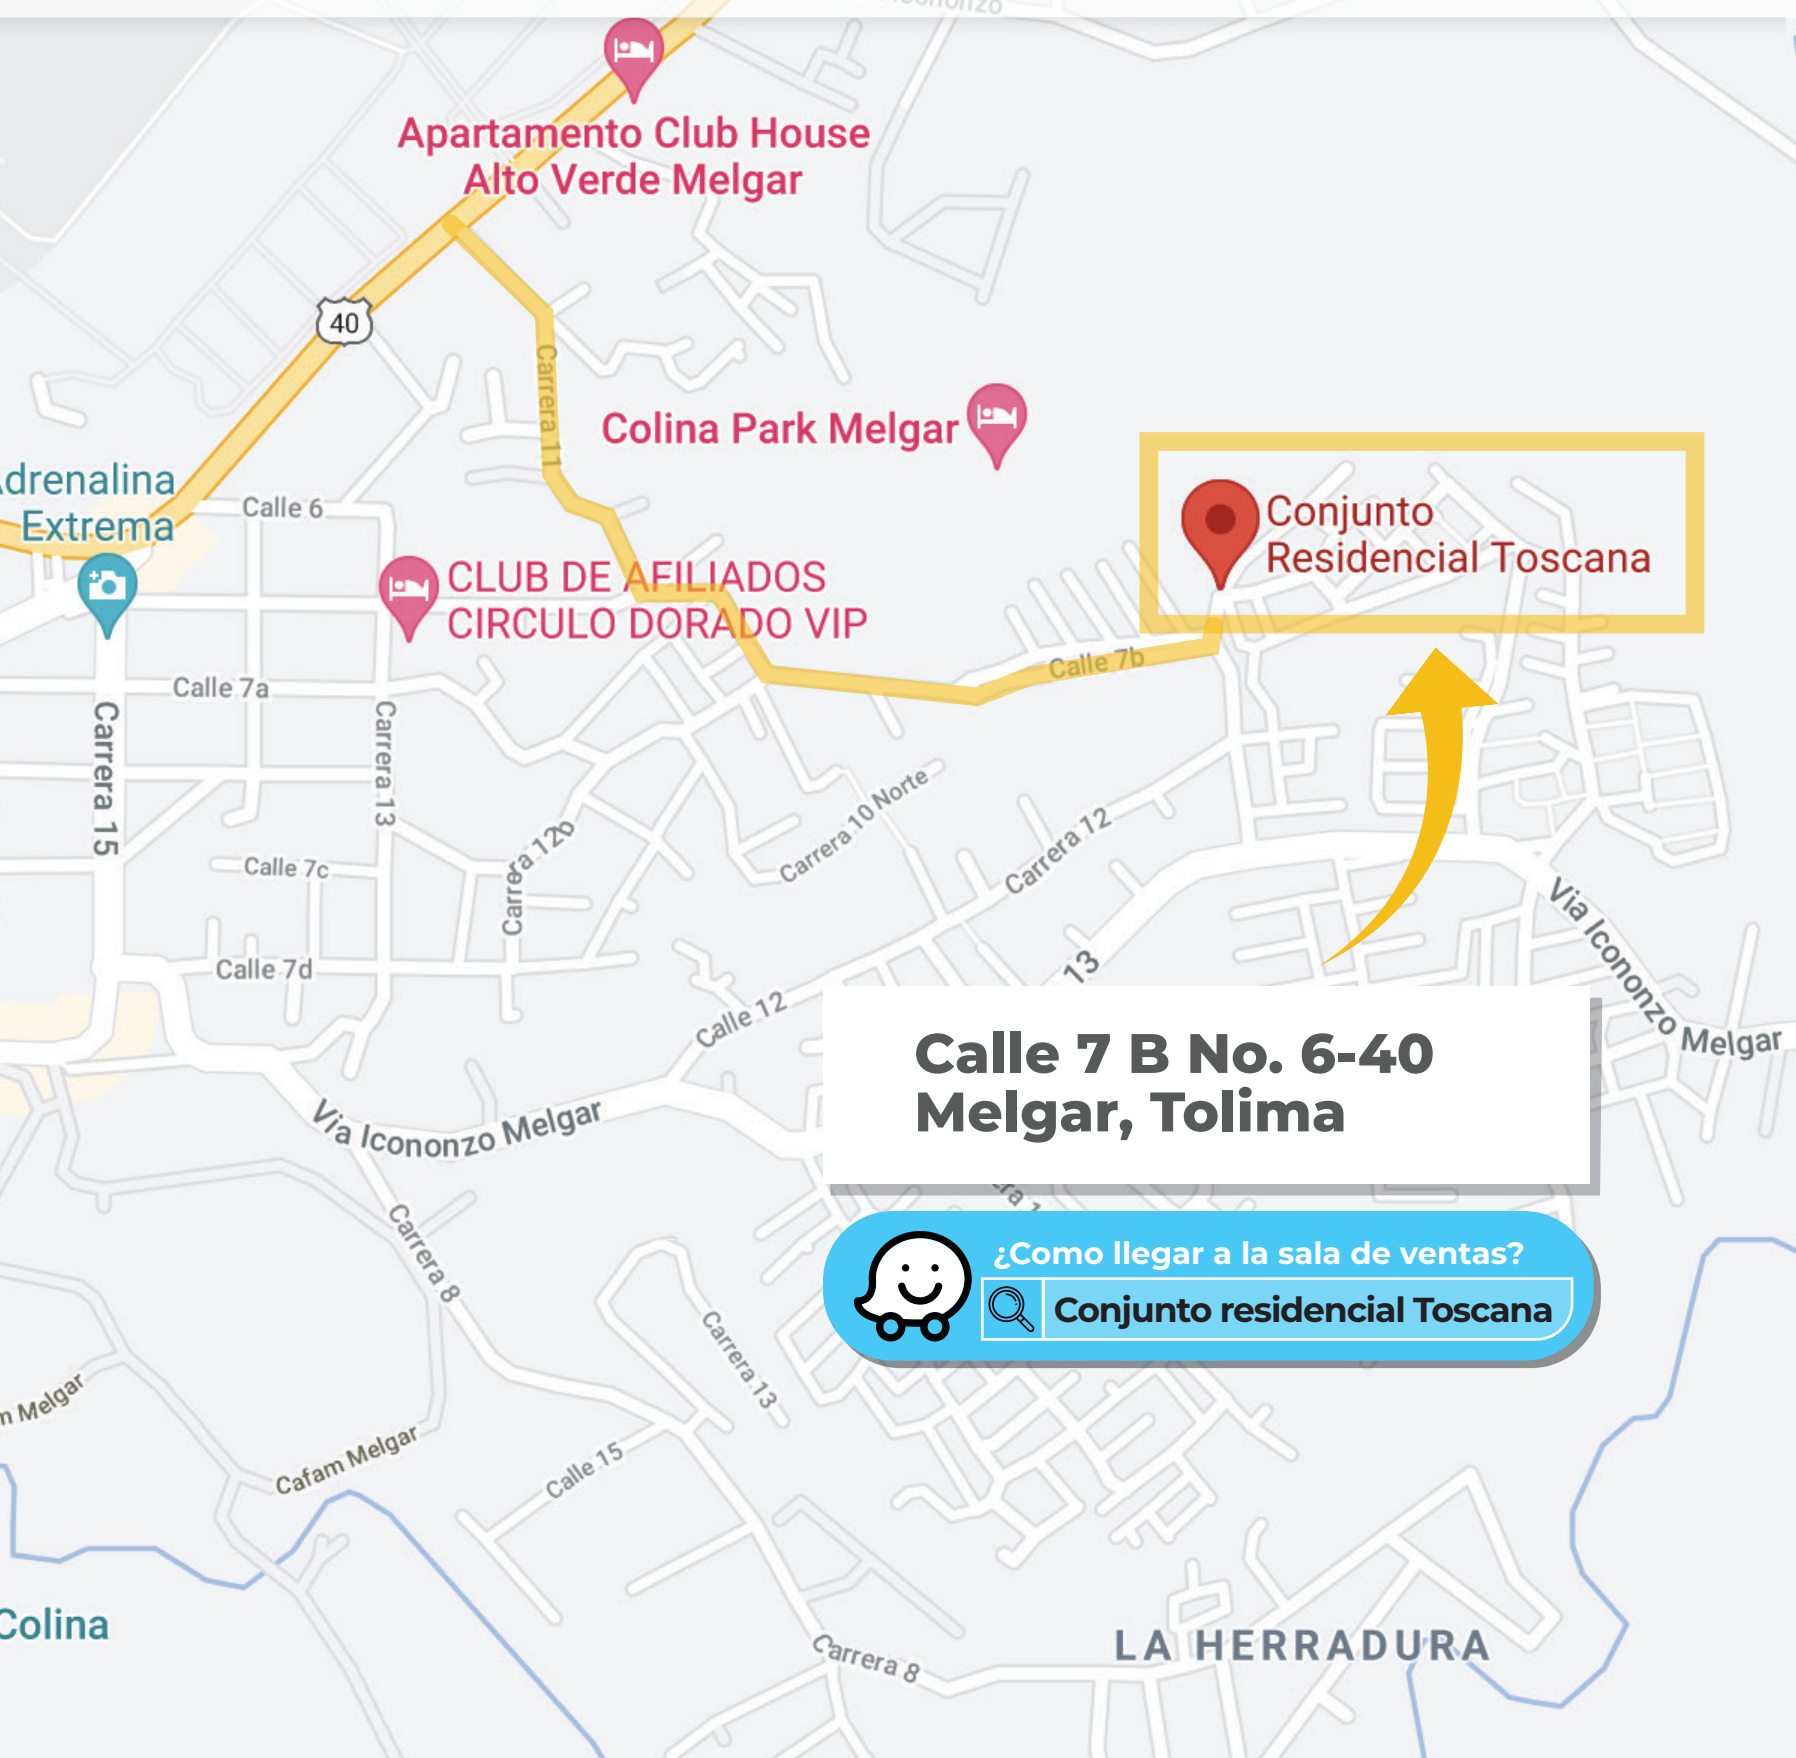 Apartamento Club House
Alto Verde Melgar
40
Carrera 11
Colina Park Melgar
Adrenalina
Extrema
Calle 6
Conjunto
Residencial Toscana
CLUB DE AFILIADOS
CIRCULO DORADO VIP
Calle 7b
Calle 7a
Carrera 15
Carrera 13
Carrera 10 Norte
Carrera 12b
Carrera 12
Calle 7c
Via Icononzo Melgar
Calle 7d
13
Calle 12
Calle 7 B No. 6-40
Melgar, Tolima
Via Icononzo Melgar
Carrera 8
¿Como llegar a la sala de ventas?
Conjunto residencial Toscana
Carrera 13
Melgar
Cafam Melgar
Calle 15
Colina
Carrera 8
LA HERRADURA